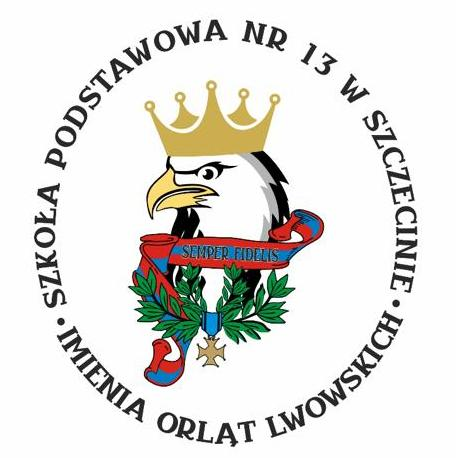 SZKOŁA PODSTAWOWA NR 13 W SZCZECINIE
• IMIENIA ORLĄT LWOWSKICH •
SEMPER FIDELIS